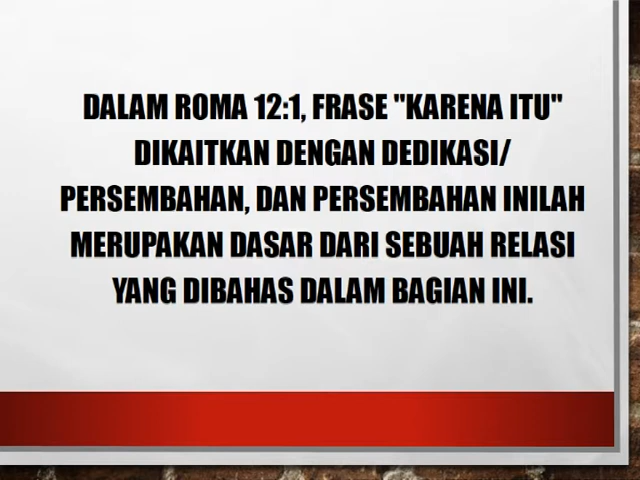 DALAM ROMA 12:1, FRASE "KARENA ITU"
DIKAITKAN DENGAN DEDIKASI/
PERSEMBAHAN, DAN PERSEMBAHAN INILAH
MERUPAKAN DASAR DARI SEBUAH RELASI
YANG DIBAHAS DALAM BAGIAN INI.